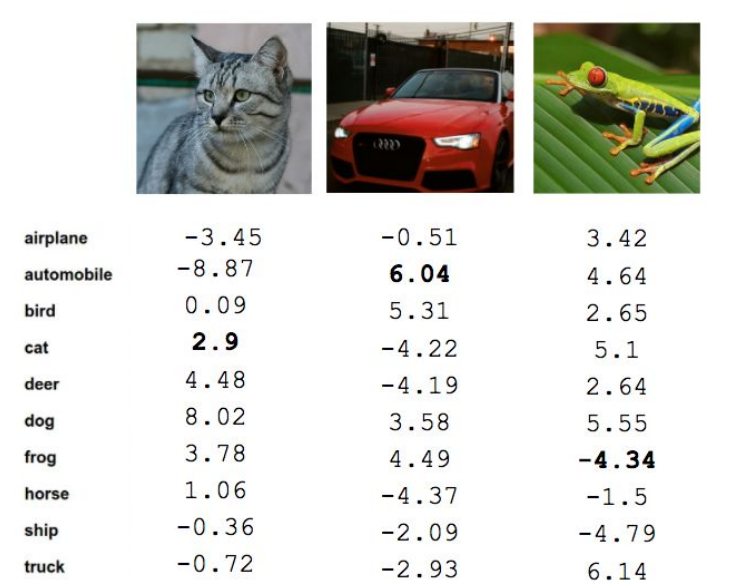 airplane -3.45 -0.51 3.42
automobile -8.87 6.04 4.64
bird 0.09 5.31 2.65
cat 2.9 -4.22 5.1
deer 4.48 -4.19 2.64
dog 8.02 3.58 5.55
frog 3.78 4.49 -4.34
horse 1.06 -4.37 -1.5
ship -0.36 -2.09 -4.79
truck -0.72 -2.93 6.14